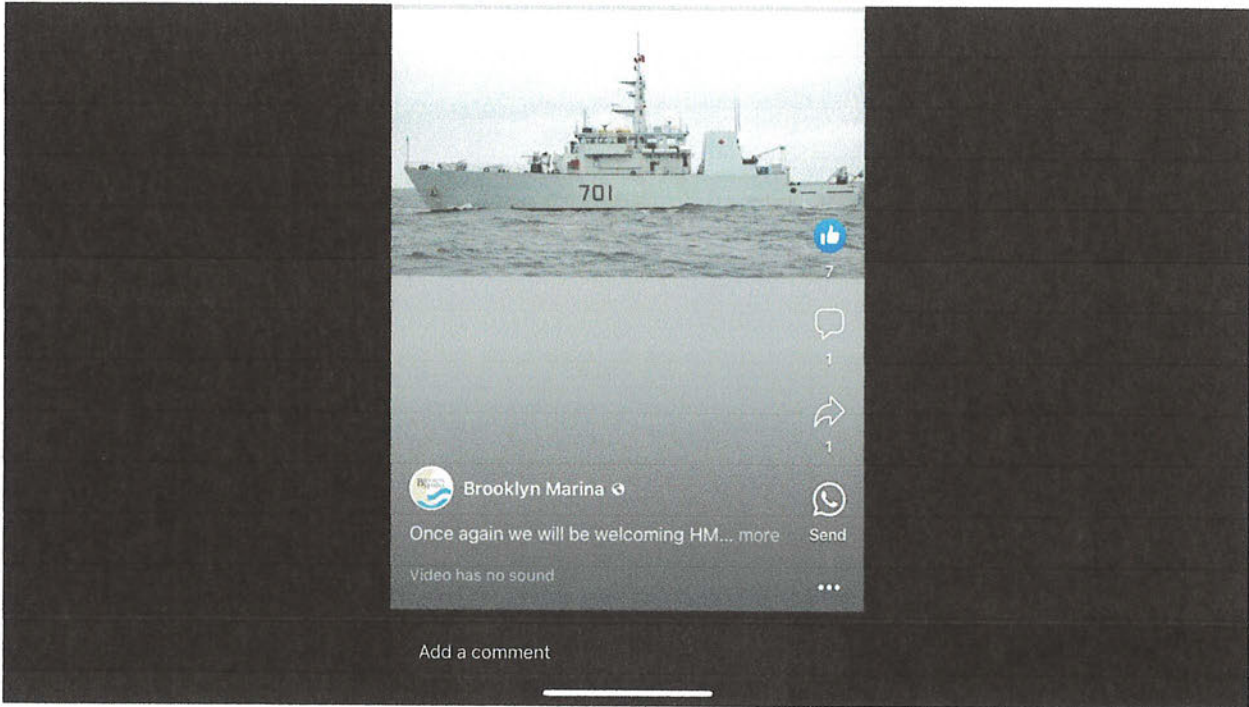 701
7
1
1
Brooklyn Marina
Once again we will be welcoming HM... more
Send
Video has no sound
Add a comment